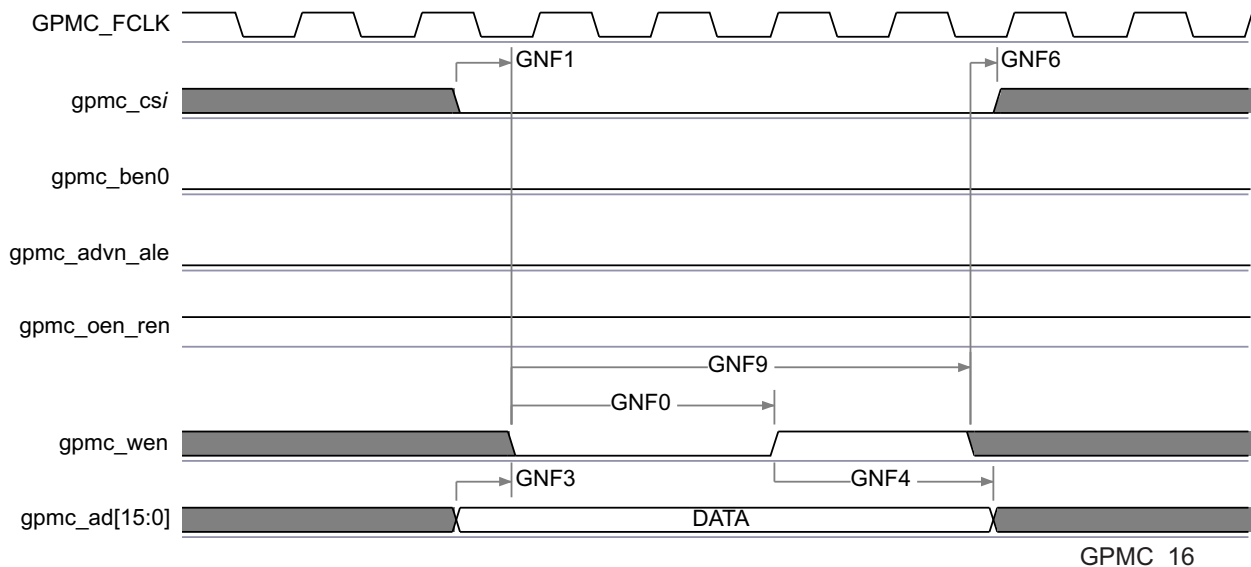 GPMC_FCLK
GNF1
GNF6
gpmc_csi
gpmc_ben0
gpmc_advn_ale
gpmc_oen_ren
GNF9
GNF0
gpmc_wen
GNF3
GNF4
gpmc_ad[15:0]
DATA
GPMC_16